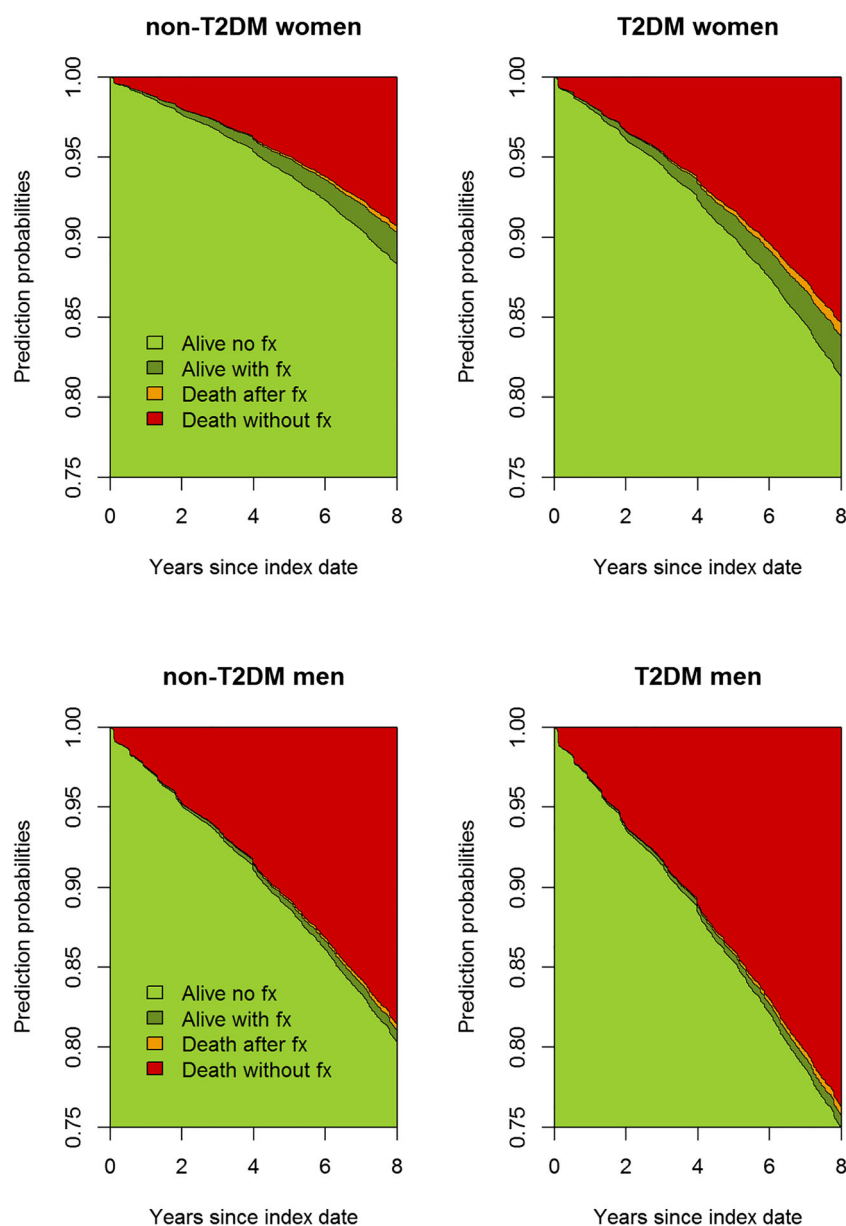 non-T2DM women
T2DM women
Prediction probabilities
1.00
0.95
0.90
0.85
0.80
0.75
Alive no fx
Alive with fx
Death after fx
Death without fx
0 2 4 6 8
Years since index date
Prediction probabilities
1.00
0.95
0.90
0.85
0.80
0.75
0 2 4 6 8
Years since index date
non-T2DM men
T2DM men
Prediction probabilities
1.00
0.95
0.90
0.85
0.80
0.75
Alive no fx
Alive with fx
Death after fx
Death without fx
0 2 4 6 8
Years since index date
Prediction probabilities
1.00
0.95
0.90
0.85
0.80
0.75
0 2 4 6 8
Years since index date